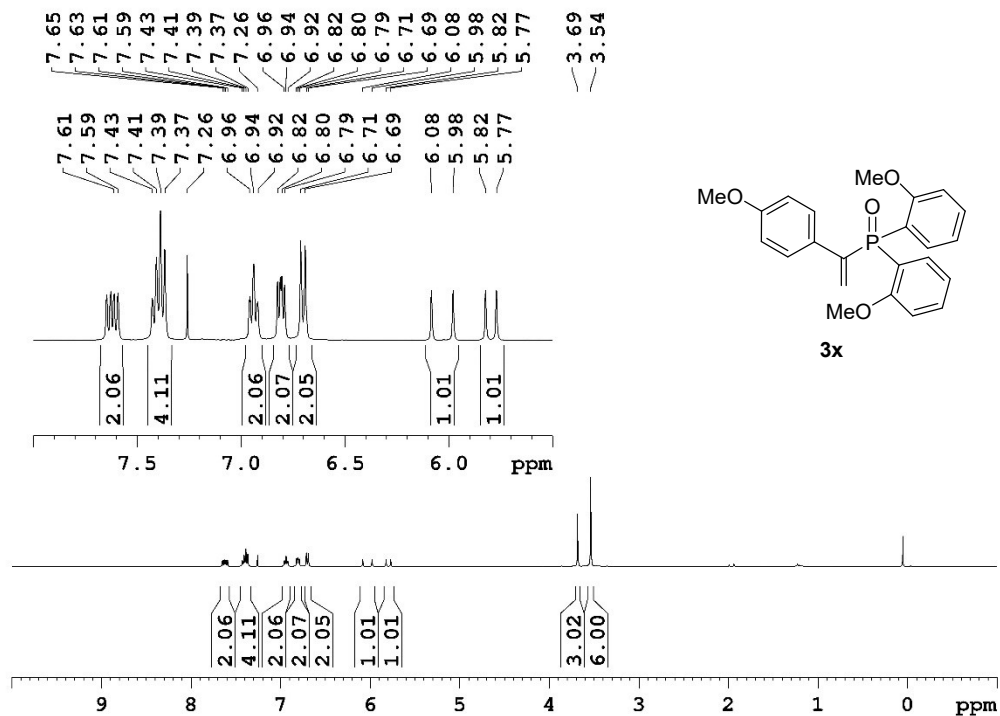 7.65 7.63 7.61 7.59 7.43 7.41 7.39 7.37 7.26 6.96 6.94 6.92 6.82 6.80 6.79 6.71 6.69 6.08 5.98 5.82 5.77 3.69 3.54
7.61 7.59 7.43 7.41 7.39 7.37 7.26 6.96 6.94 6.92 6.82 6.80 6.79 6.71 6.69 6.08 5.98 5.82 5.77
MeO
MeO
O
P
MeO
3x
2.06 4.11 2.06 2.07 2.05 1.01 1.01
7.5 7.0 6.5 6.0 ppm
2.06 4.11 2.06 2.07 2.05 1.01 1.01 3.02 6.00
9 8 7 6 5 4 3 2 1 0 ppm